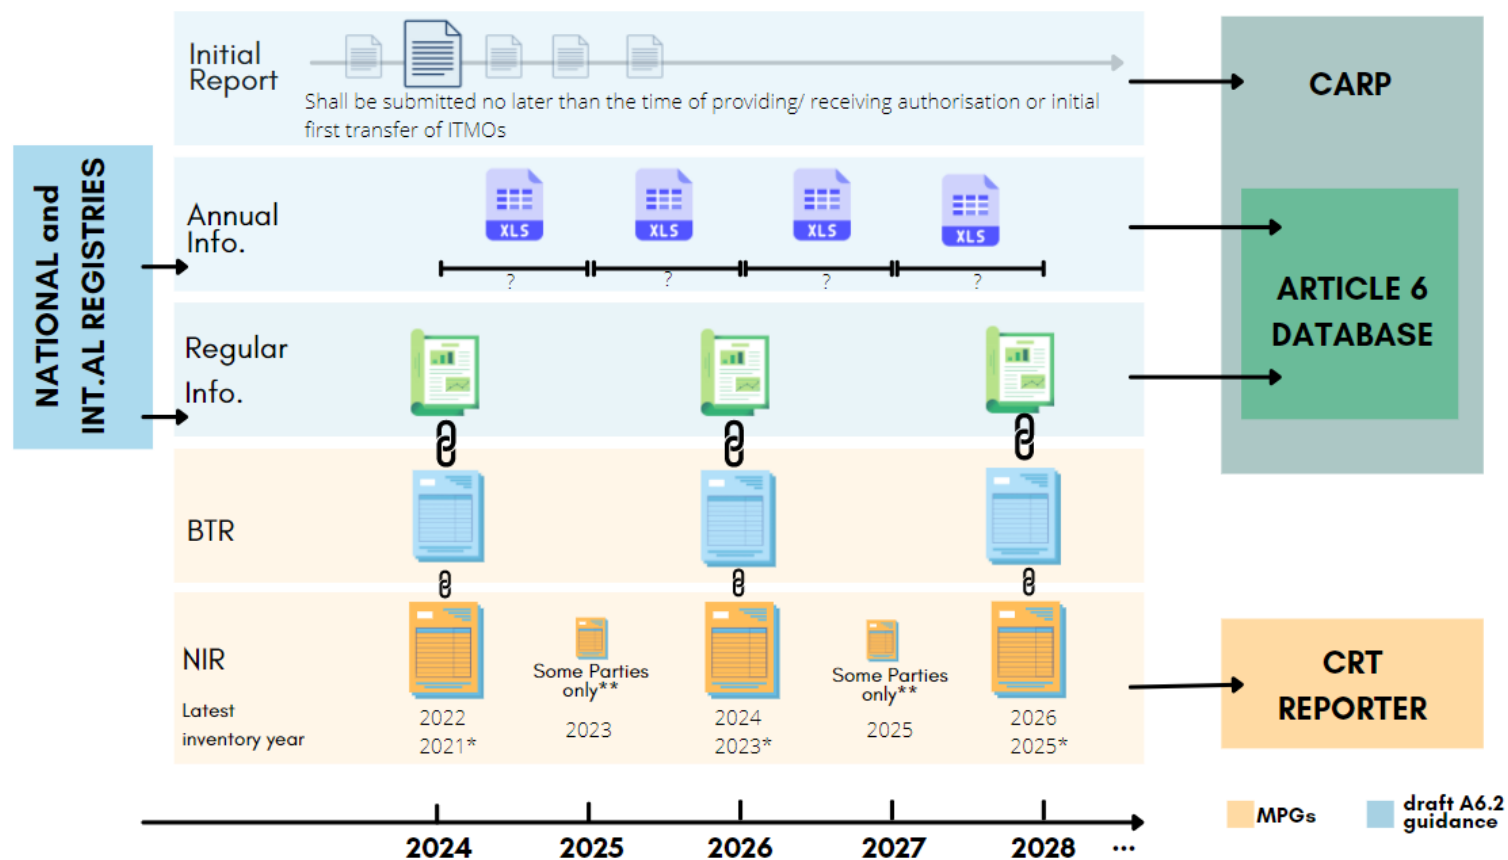 Initial
Report
Shall be submitted no later than the time of providing/ receiving authorisation or initial
first transfer of ITMOs
CARP
NATIONAL and
INT.AL REGISTRIES
Annual
Info.
XLS
XLS
XLS
XLS
?
?
?
?
ARTICLE 6
DATABASE
Regular
Info.
BTR
NIR
Some Parties
only**
Some Parties
only**
CRT
REPORTER
Latest
inventory year
2022
2021*
2023
2024
2023*
2025
2026
2025*
MPGs
draft A6.2
guidance
2024 2025 2026 2027 2028 ...